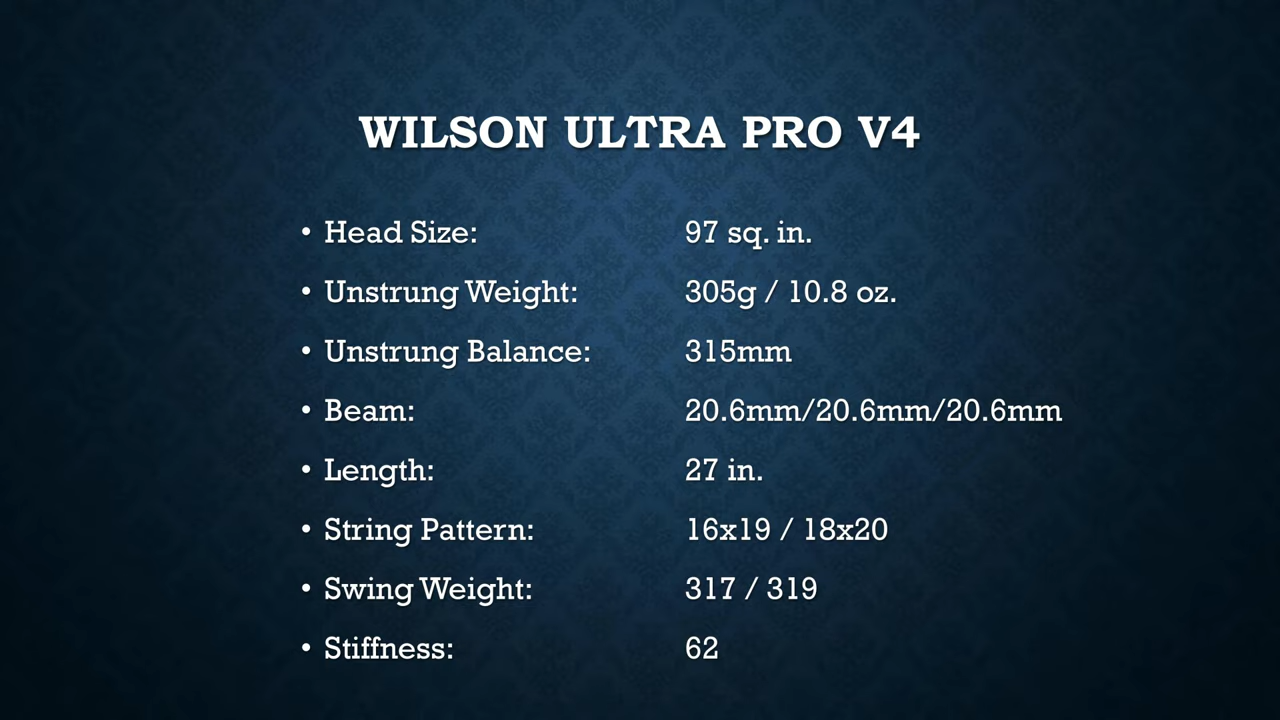 WILSON ULTRA PRO V4
• Head Size: 97 sq. in.
• Unstrung Weight: 305g / 10.8 oz.
• Unstrung Balance: 315mm
• Beam: 20.6mm/20.6mm/20.6mm
• Length: 27 in.
• String Pattern: 16x19 / 18x20
• Swing Weight: 317 / 319
• Stiffness: 62